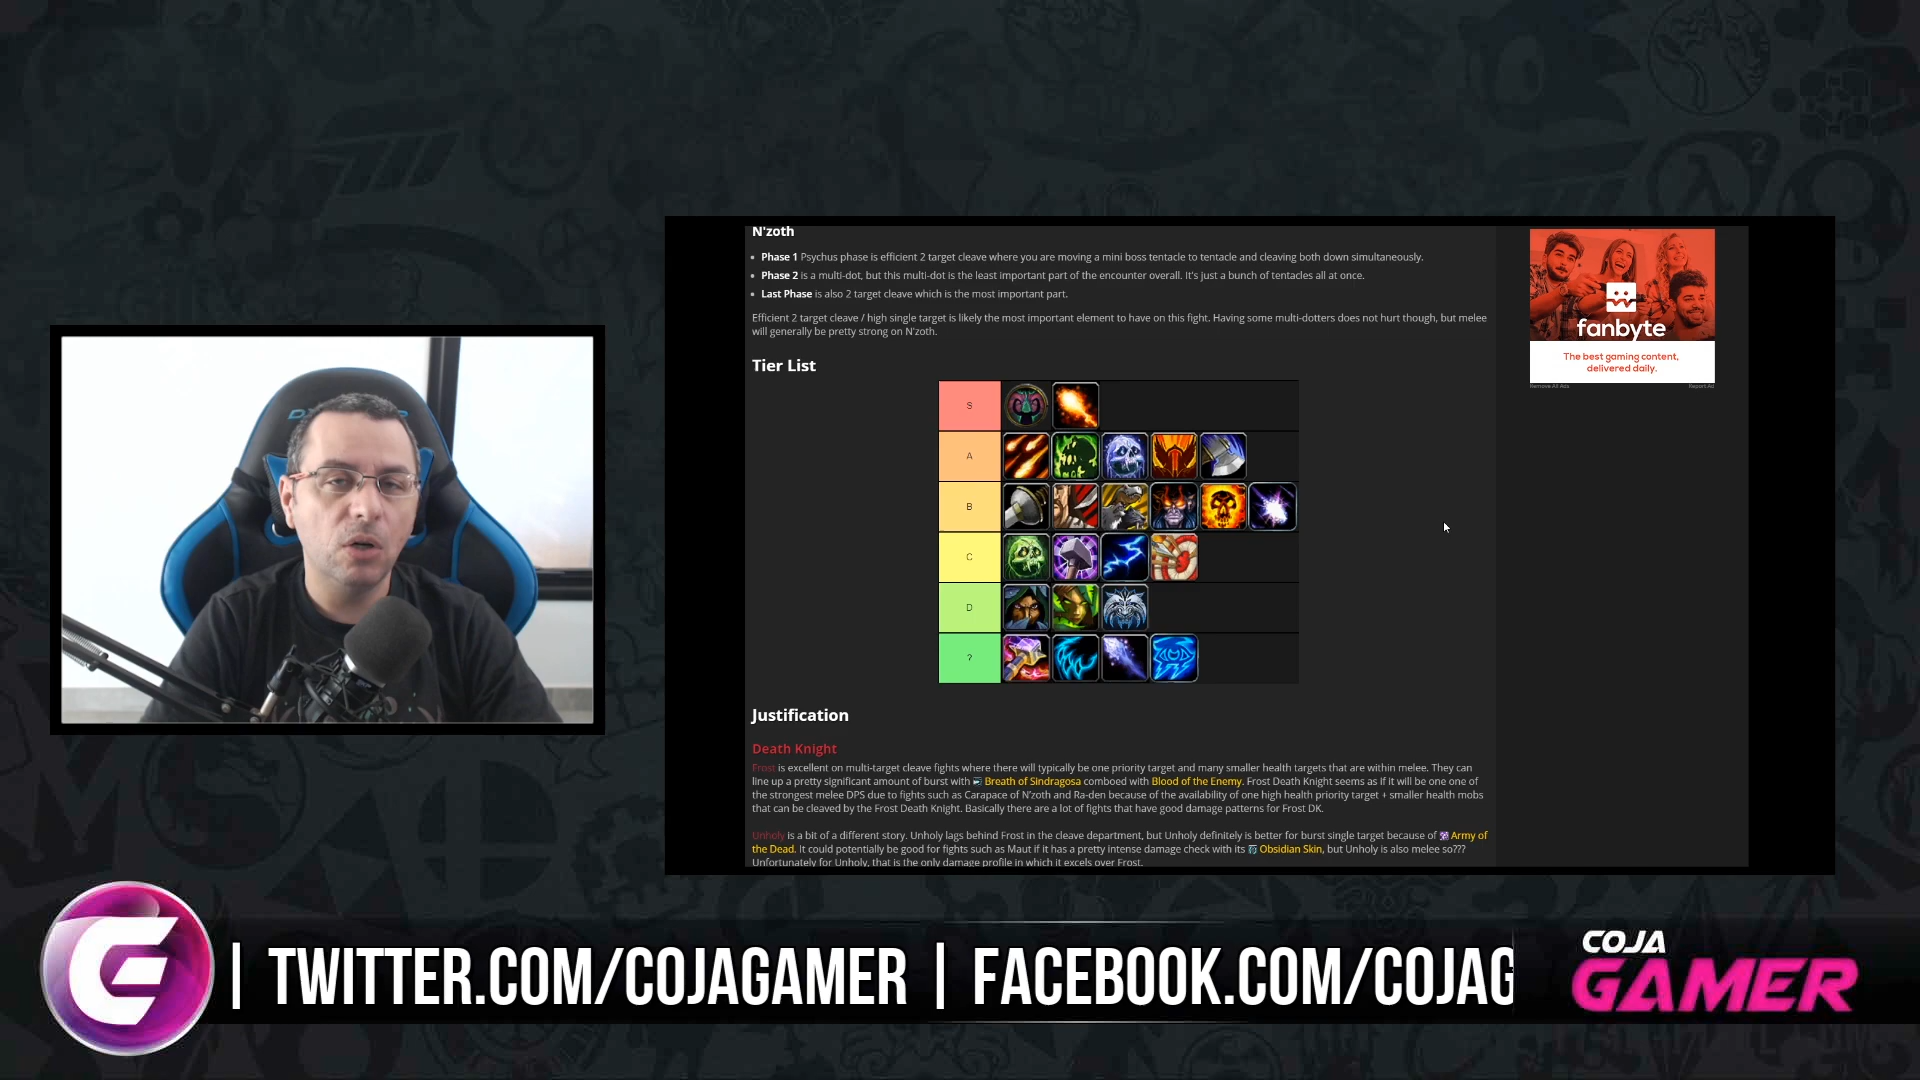 N'zoth
• Phase 1 Psychus phase is efficient 2 target cleave where you are moving a mini boss tentacle to tentacle and cleaving both down simultaneously.
• Phase 2 is a multi-dot, but this multi-dot is the least important part of the encounter overall. It's just a bunch of tentacles all at once.
• Last Phase is also 2 target cleave which is the most important part.
Efficient 2 target cleave / high single target is likely the most important element to have on this fight. Having some multi-dotters does not hurt though, but melee
will generally be pretty strong on N'zoth.
Tier List
S
A
B
C
D
?
Justification
Death Knight
Frost is excellent on multi-target cleave fights where there will typically be one priority target and many smaller health targets that are within melee. They can
line up a pretty significant amount of burst with Breath of Sindragosa comboed with Blood of the Enemy. Frost Death Knight seems as if it will be one one of
the strongest melee DPS due to fights such as Carapace of N'zoth and Ra-den because of the availability of one high health priority target + smaller health mobs
that can be cleaved by the Frost Death Knight. Basically there are a lot of fights that have good damage patterns for Frost DK.
Unholy is a bit of a different story. Unholy lags behind Frost in the cleave department, but Unholy definitely is better for burst single target because of Army of
the Dead. It could potentially be good for fights such as Maut if it has a pretty intense damage check with its Obsidian Skin, but Unholy is also melee so???
Unfortunately for Unholy, that is the only damage profile in which it excels over Frost.
fanbyte
The best gaming content,
delivered daily.
Remove All Ads
Report Ad
| TWITTER.COM/COJAGAMER | FACEBOOK.COM/COJAG
COJA
GAMER